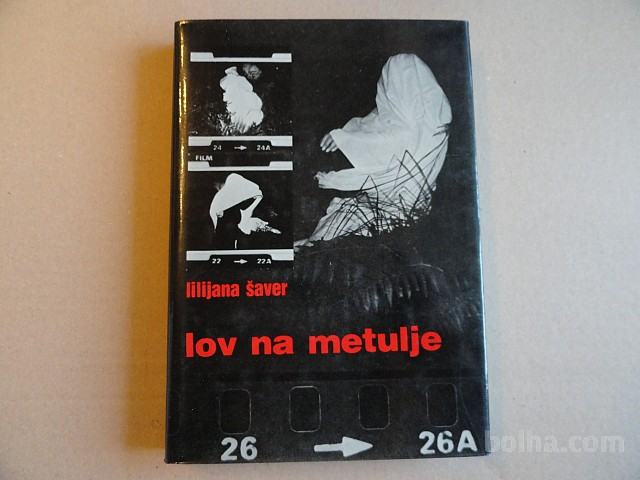 24 → 24A
FILM
22 → 22A
lilijana šaver
lov na metulje
26 → 26A
bolha.com